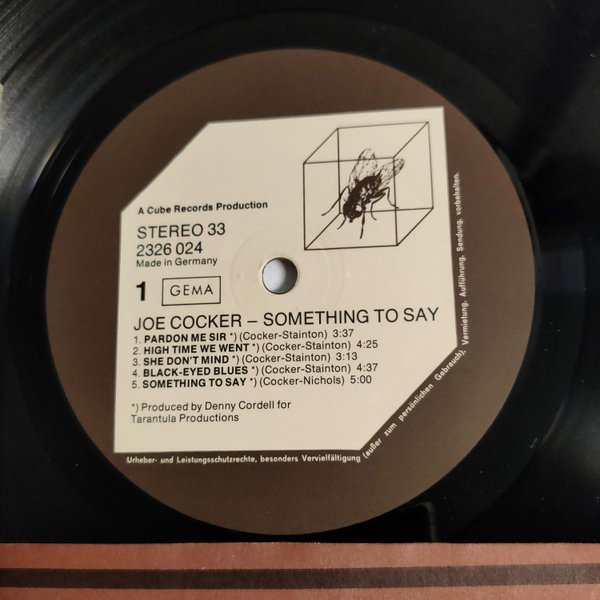 A Cube Records Production
STEREO 33
2326 024
Made in Germany
1 GEMA
JOE COCKER – SOMETHING TO SAY
1. PARDON ME SIR *) (Cocker-Stainton) 3:37
2. HIGH TIME WE WENT *) (Cocker-Stainton) 4:25
3. SHE DON'T MIND *) (Cocker-Stainton) 3:13
4. BLACK-EYED BLUES *) (Cocker-Stainton) 4:37
5. SOMETHING TO SAY *) (Cocker-Nichols) 5:00
*) Produced by Denny Cordell for
Tarantula Productions
Urheber- und Leistungsschutzrechte, besonders Vervielfältigung (außer zum persönlichen Gebrauch), Vermietung, Aufführung, Sendung, vorbehalten.